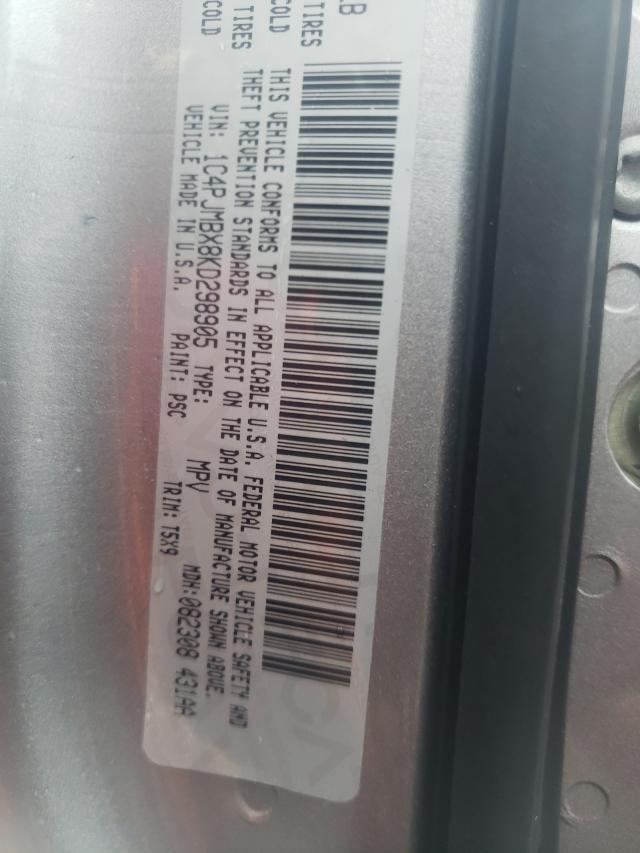 LB
TIRES
COLD
TIRES
COLD
THIS VEHICLE CONFORMS TO ALL APPLICABLE U.S.A. FEDERAL MOTOR VEHICLE SAFETY AND
THEFT PREVENTION STANDARDS IN EFFECT ON THE DATE OF MANUFACTURE SHOWN ABOVE.
VIN: 1C4PJMBX8KD298905 TYPE: MPV
VEHICLE MADE IN U.S.A. PAINT: PSC TRIM: T5X9 MDH:082308 431AA